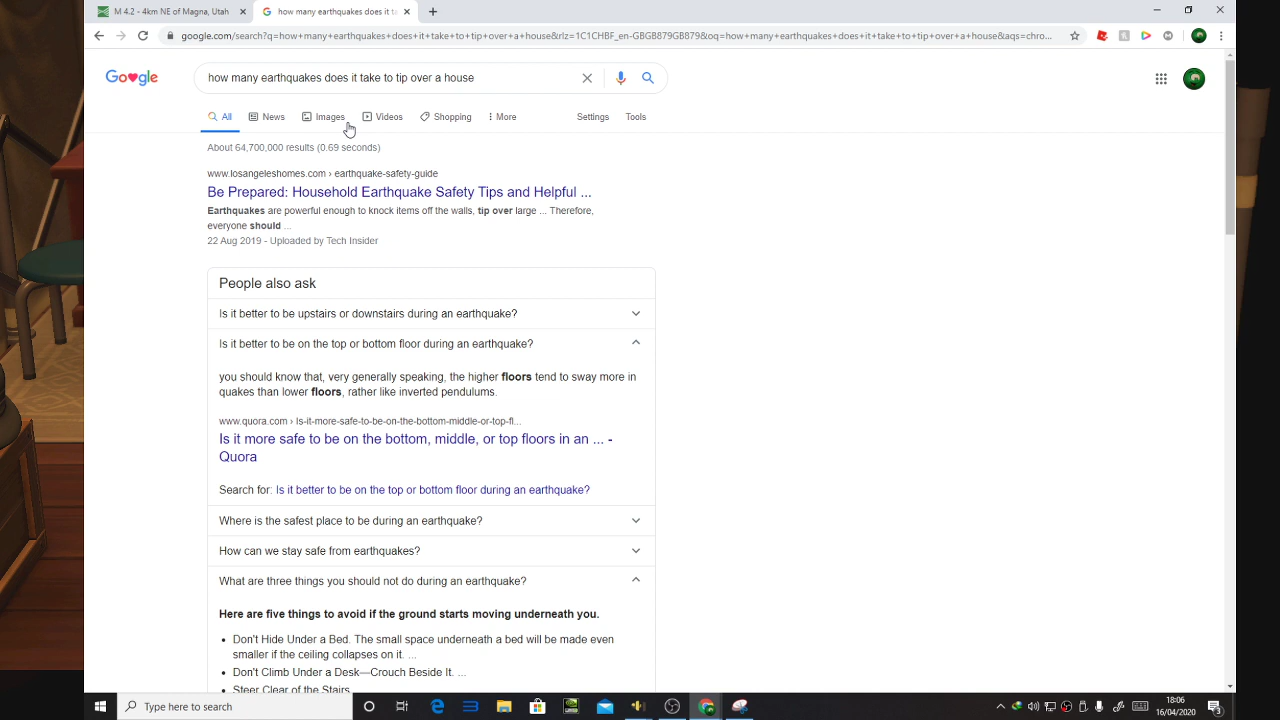 M 4.2 - 4km NE of Magna, Utah
how many earthquakes does it ta
google.com/search?q=how+many+earthquakes+does+it+take+to+tip+over+a+house&rlz=1C1CHBF_en-GBGB879GB879&oq=how+many+earthquakes+does+it+take+to+tip+over+a+house&aqs=chro...
Google
how many earthquakes does it take to tip over a house
All News Images Videos Shopping More Settings Tools
About 64,700,000 results (0.69 seconds)
www.losangeleshomes.com › earthquake-safety-guide
Be Prepared: Household Earthquake Safety Tips and Helpful ...
Earthquakes are powerful enough to knock items off the walls, tip over large ... Therefore,
everyone should ...
22 Aug 2019 - Uploaded by Tech Insider
People also ask
Is it better to be upstairs or downstairs during an earthquake?
Is it better to be on the top or bottom floor during an earthquake?
you should know that, very generally speaking, the higher floors tend to sway more in
quakes than lower floors, rather like inverted pendulums.
www.quora.com › Is-it-more-safe-to-be-on-the-bottom-middle-or-top-fl...
Is it more safe to be on the bottom, middle, or top floors in an ... -
Quora
Search for: Is it better to be on the top or bottom floor during an earthquake?
Where is the safest place to be during an earthquake?
How can we stay safe from earthquakes?
What are three things you should not do during an earthquake?
Here are five things to avoid if the ground starts moving underneath you.
Don't Hide Under a Bed. The small space underneath a bed will be made even
smaller if the ceiling collapses on it. ...
Don't Climb Under a Desk—Crouch Beside It. ...
Steer Clear of the Stairs.
Type here to search
18:06
16/04/2020
3